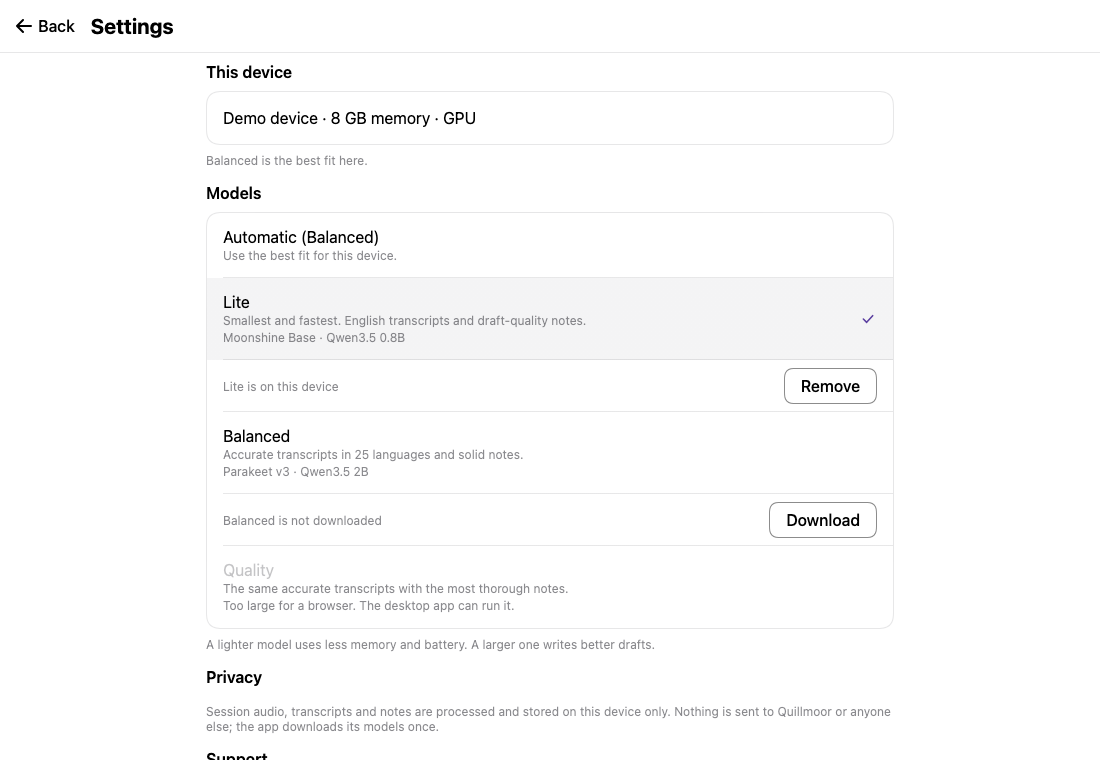 Back Settings
This device
Demo device · 8 GB memory · GPU
Balanced is the best fit here.
Models
Automatic (Balanced)
Use the best fit for this device.
Lite
Smallest and fastest. English transcripts and draft-quality notes.
Moonshine Base · Qwen3.5 0.8B
Lite is on this device Remove
Balanced
Accurate transcripts in 25 languages and solid notes.
Parakeet v3 · Qwen3.5 2B
Balanced is not downloaded Download
Quality
The same accurate transcripts with the most thorough notes.
Too large for a browser. The desktop app can run it.
A lighter model uses less memory and battery. A larger one writes better drafts.
Privacy
Session audio, transcripts and notes are processed and stored on this device only. Nothing is sent to Quillmoor or anyone
else; the app downloads its models once.
Support